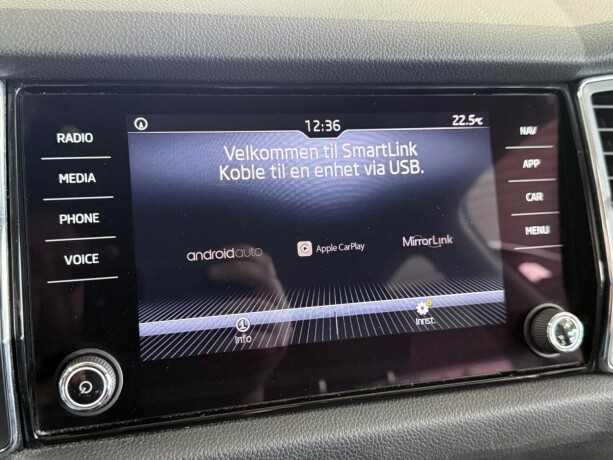 RADIO
MEDIA
PHONE
VOICE
12:36
22.5°C
Velkommen til SmartLink
Koble til en enhet via USB.
androidauto
Apple CarPlay
MirrorLink
Info
Innst.
NAV
APP
CAR
MENU